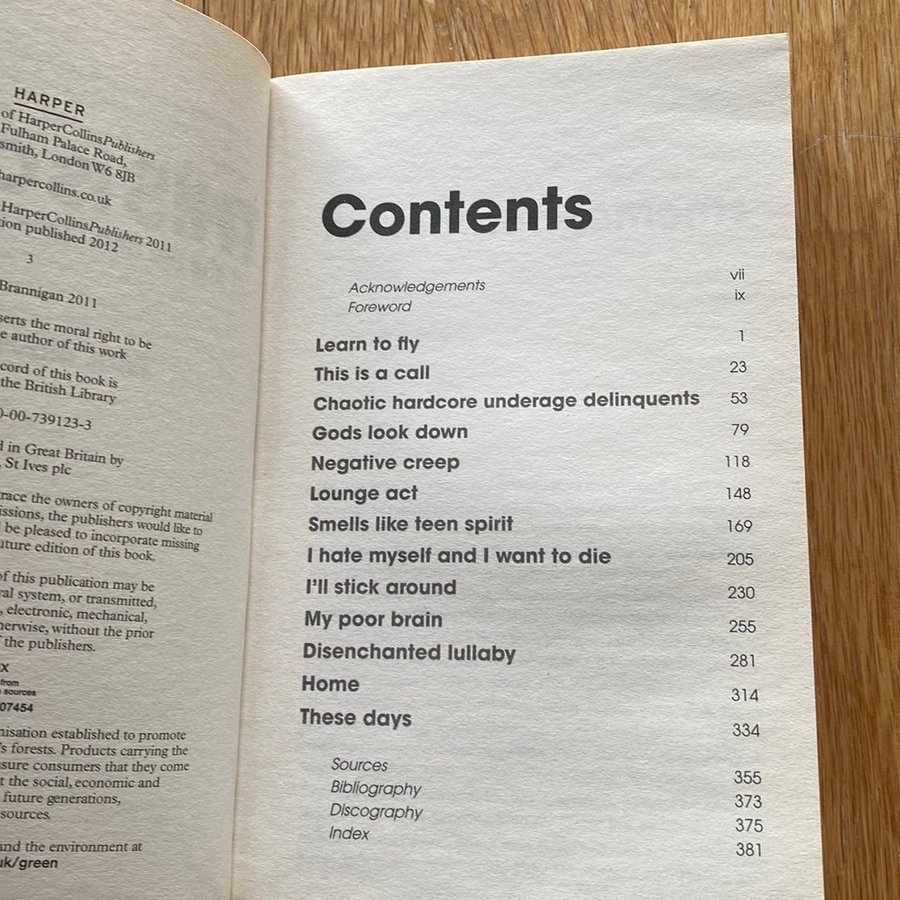 HARPER
of HarperCollinsPublishers
Fulham Palace Road,
smith, London W6 8JB
harpercollins.co.uk
HarperCollinsPublishers 2011
tion published 2012
3
Brannigan 2011
serts the moral right to be
e author of this work
cord of this book is
the British Library
0-00-739123-3
d in Great Britain by
, St Ives plc
race the owners of copyright material
issions, the publishers would like to
be pleased to incorporate missing
uture edition of this book.
of this publication may be
val system, or transmitted,
, electronic, mechanical,
herwise, without the prior
f the publishers.
from
sources
07454
nisation established to promote
's forests. Products carrying the
sure consumers that they come
t the social, economic and
future generations,
sources.
and the environment at
uk/green
Contents
Acknowledgements vii
Foreword ix
Learn to fly 1
This is a call 23
Chaotic hardcore underage delinquents 53
Gods look down 79
Negative creep 118
Lounge act 148
Smells like teen spirit 169
I hate myself and I want to die 205
I'll stick around 230
My poor brain 255
Disenchanted lullaby 281
Home 314
These days 334
Sources 355
Bibliography 373
Discography 375
Index 381